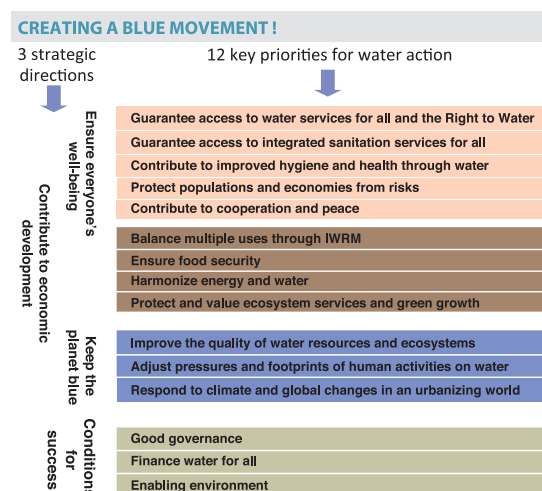 CREATING A BLUE MOVEMENT !
3 strategic
directions
12 key priorities for water action
Ensure everyone's
well-being
Guarantee access to water services for all and the Right to Water
Guarantee access to integrated sanitation services for all
Contribute to improved hygiene and health through water
Protect populations and economies from risks
Contribute to cooperation and peace
Contribute to economic
development
Balance multiple uses through IWRM
Ensure food security
Harmonize energy and water
Protect and value ecosystem services and green growth
Keep the
planet blue
Improve the quality of water resources and ecosystems
Adjust pressures and footprints of human activities on water
Respond to climate and global changes in an urbanizing world
Conditions
for
success
Good governance
Finance water for all
Enabling environment